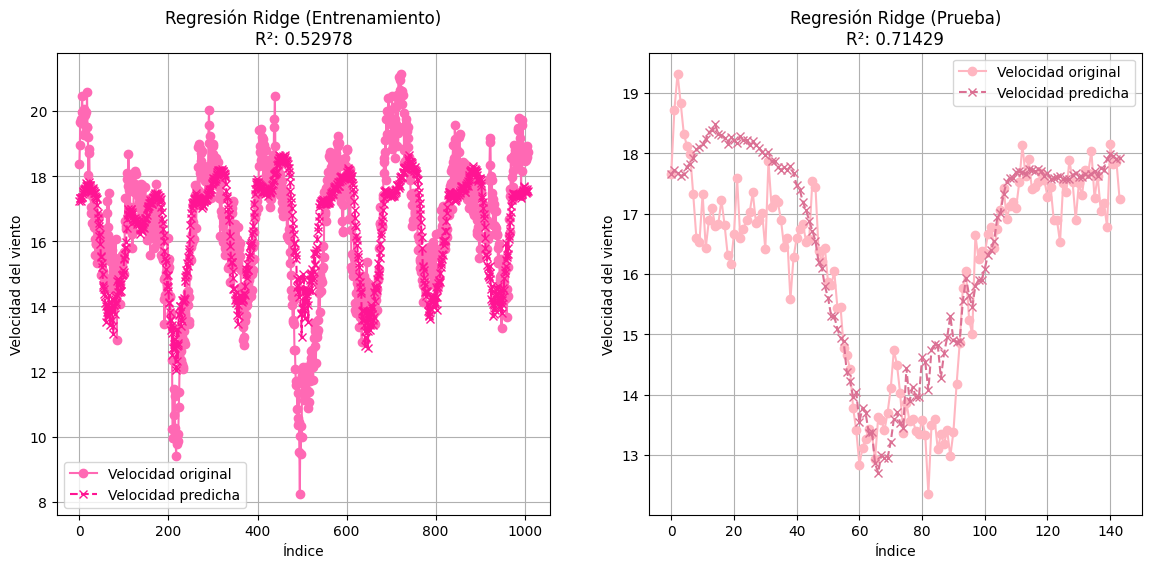 Regresión Ridge (Entrenamiento)
R²: 0.52978
Velocidad del viento
20
18
16
14
12
10
8
Velocidad original
Velocidad predicha
0
200
400
600
800
1000
Índice
Regresión Ridge (Prueba)
R²: 0.71429
Velocidad del viento
19
18
17
16
15
14
13
Velocidad original
Velocidad predicha
0
20
40
60
80
100
120
140
Índice